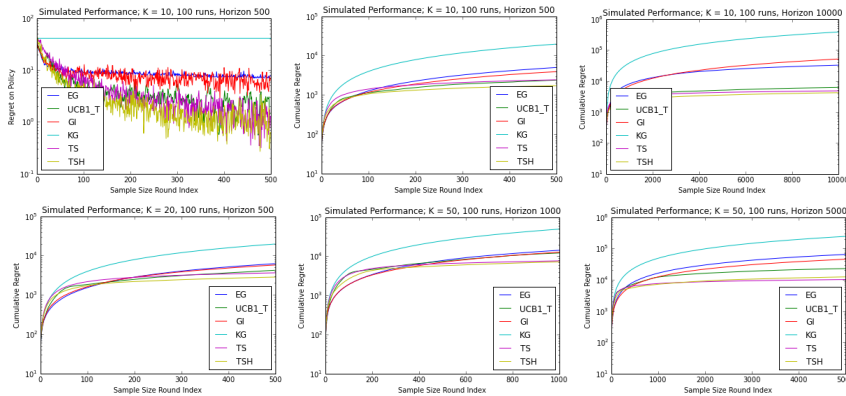 Simulated Performance; K = 10, 100 runs, Horizon 500
10^2
10^1
10^0
10^-1
Regret on Policy
EG
UCB1_T
GI
KG
TS
TSH
0 100 200 300 400 500
Sample Size Round Index
Simulated Performance; K = 10, 100 runs, Horizon 500
10^5
10^4
10^3
10^2
10^1
Cumulative Regret
EG
UCB1_T
GI
KG
TS
TSH
0 100 200 300 400 500
Sample Size Round Index
Simulated Performance; K = 10, 100 runs, Horizon 10000
10^6
10^5
10^4
10^3
10^2
10^1
Cumulative Regret
EG
UCB1_T
GI
KG
TS
TSH
0 2000 4000 6000 8000 10000
Sample Size Round Index
Simulated Performance; K = 20, 100 runs, Horizon 500
10^5
10^4
10^3
10^2
10^1
Cumulative Regret
EG
UCB1_T
GI
KG
TS
TSH
0 100 200 300 400 500
Sample Size Round Index
Simulated Performance; K = 50, 100 runs, Horizon 1000
10^5
10^4
10^3
10^2
10^1
Cumulative Regret
EG
UCB1_T
GI
KG
TS
TSH
0 200 400 600 800 1000
Sample Size Round Index
Simulated Performance; K = 50, 100 runs, Horizon 5000
10^6
10^5
10^4
10^3
10^2
10^1
Cumulative Regret
EG
UCB1_T
GI
KG
TS
TSH
0 1000 2000 3000 4000 5000
Sample Size Round Index